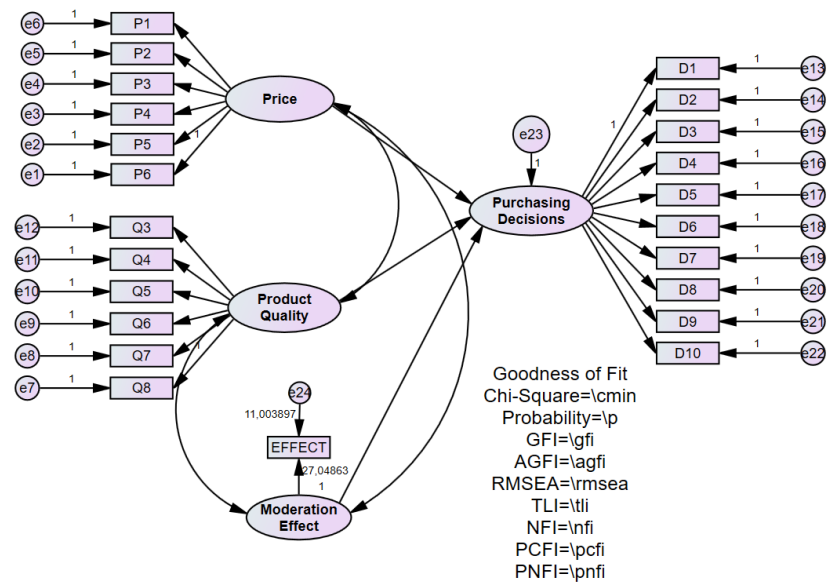 e6 1 P1
e5 1 P2
e4 1 P3
e3 1 P4
e2 1 P5 1
e1 1 P6
Price
e12 1 Q3
e11 1 Q4
e10 1 Q5
e9 1 Q6
e8 1 Q7 1
e7 1 Q8
Product
Quality
e24
11,003897
EFFECT
27,04863
1
Moderation
Effect
e23
1
Purchasing
Decisions
1
D1 1 e13
D2 1 e14
D3 1 e15
D4 1 e16
D5 1 e17
D6 1 e18
D7 1 e19
D8 1 e20
D9 1 e21
D10 1 e22
Goodness of Fit
Chi-Square=\cmin
Probability=\p
GFI=\gfi
AGFI=\agfi
RMSEA=\rmsea
TLI=\tli
NFI=\nfi
PCFI=\pcfi
PNFI=\pnfi